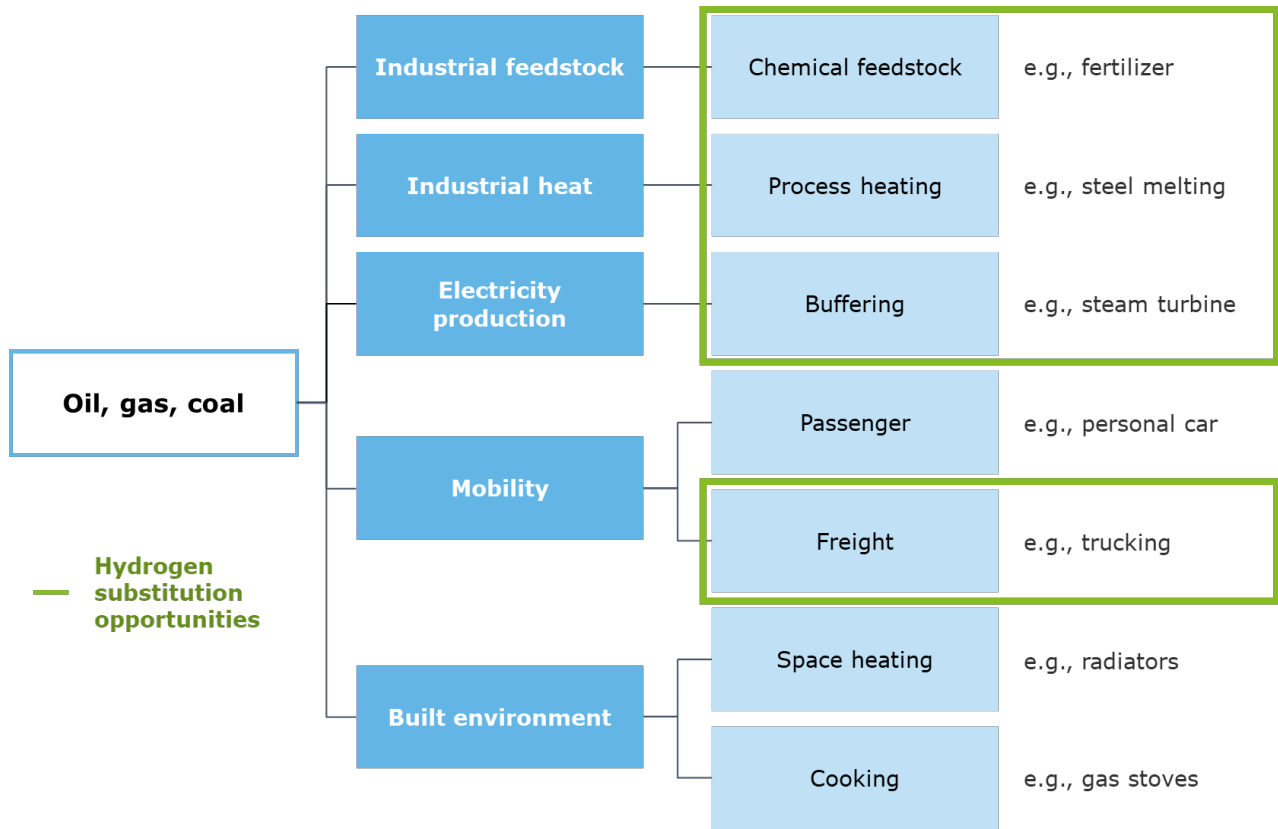 Industrial feedstock
Chemical feedstock
e.g., fertilizer
Industrial heat
Process heating
e.g., steel melting
Electricity
production
Buffering
e.g., steam turbine
Oil, gas, coal
Passenger
e.g., personal car
Mobility
Freight
e.g., trucking
Hydrogen
substitution
opportunities
Space heating
e.g., radiators
Built environment
Cooking
e.g., gas stoves